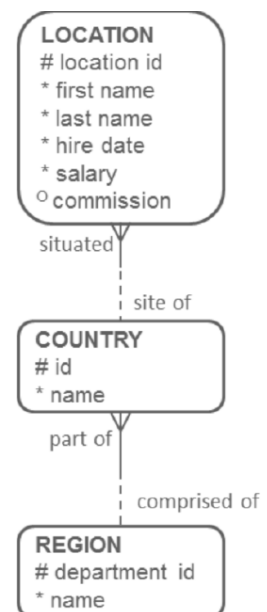 LOCATION
# location id
* first name
* last name
* hire date
* salary
o commission
situated
site of
COUNTRY
# id
* name
part of
comprised of
REGION
# department id
* name